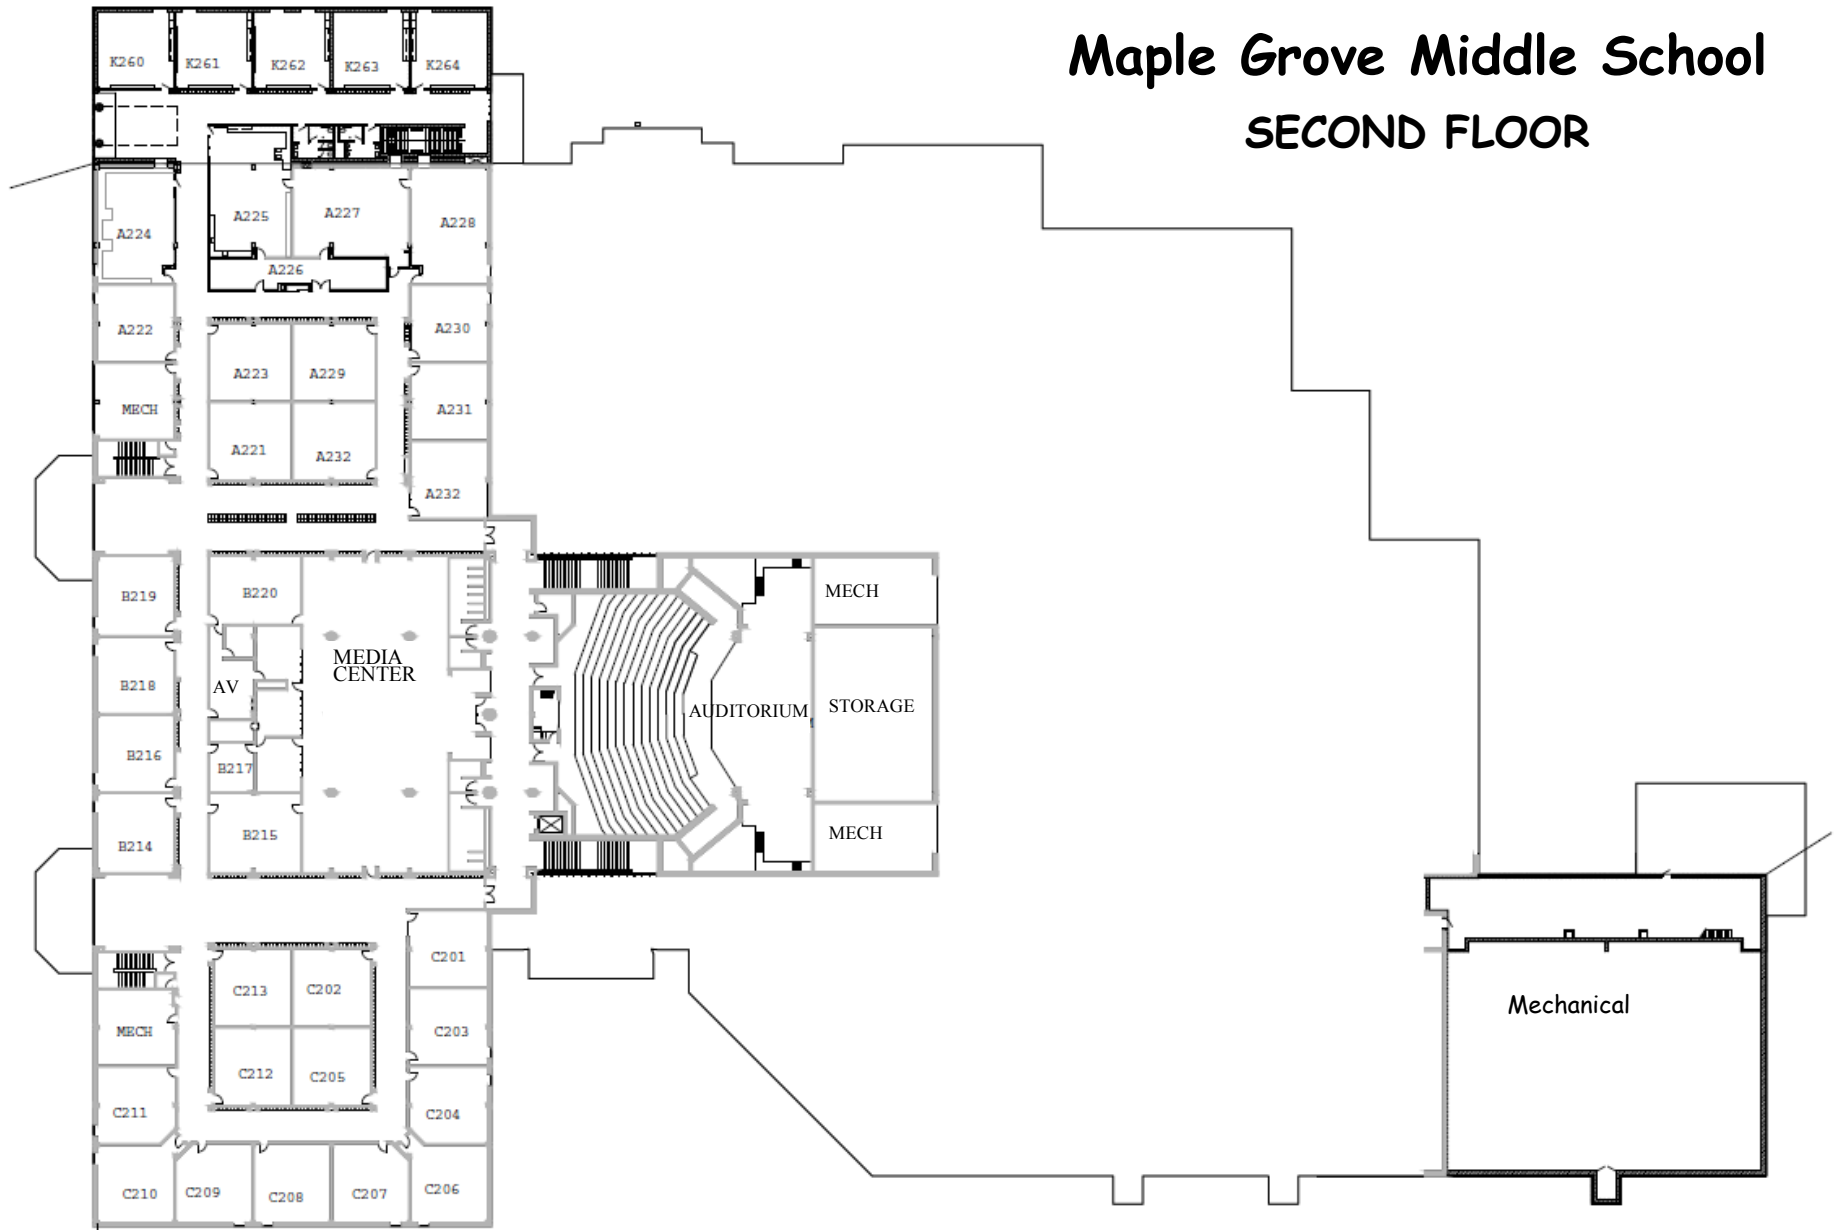 Maple Grove Middle School
SECOND FLOOR
K260
K261
K262
K263
K264
A224
A225
A227
A228
A226
A222
A230
A223
A229
MECH
A231
A221
A232
A232
B219
B220
MECH
B218
AV
MEDIA
CENTER
AUDITORIUM
STORAGE
B216
B217
B214
B215
MECH
C201
C213
C202
MECH
C203
Mechanical
C212
C205
C211
C204
C210
C209
C208
C207
C206